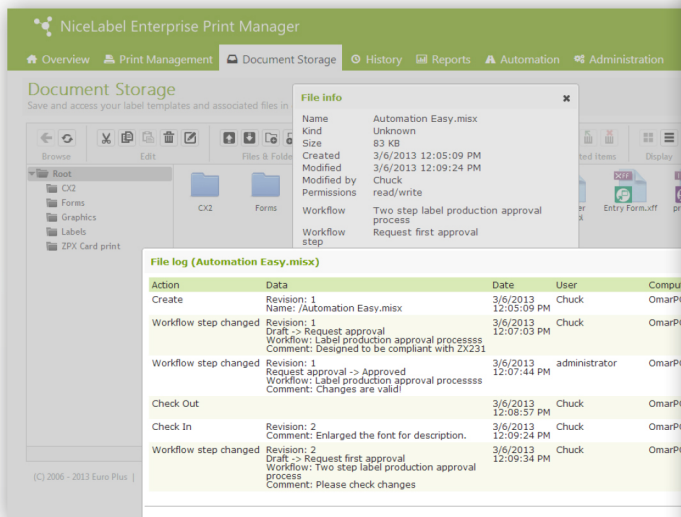 NiceLabel Enterprise Print Manager
Overview Print Management Document Storage History Reports Automation Administration
Document Storage
Save and access your label templates and associated files in
Browse Edit Files & Folde ted Items Display
Root
CX2
Forms
Graphics
Labels
ZPX Card print
CX2 Forms Entry Form.xff
File info
Name Automation Easy.misx
Kind Unknown
Size 83 KB
Created 3/6/2013 12:05:09 PM
Modified 3/6/2013 12:09:24 PM
Modified by Chuck
Permissions read/write
Workflow Two step label production approval
process
Workflow Request first approval
step
File log (Automation Easy.misx)
Action Data Date User Compu
Create Revision: 1 3/6/2013 Chuck OmarP
Name: /Automation Easy.misx 12:05:09 PM
Workflow step changed Revision: 1 3/6/2013 Chuck OmarP
Draft -> Request approval 12:07:03 PM
Workflow: Label production approval processss
Comment: Designed to be compliant with ZX231
Workflow step changed Revision: 1 3/6/2013 administrator OmarP
Request approval -> Approved 12:07:44 PM
Workflow: Label production approval processss
Comment: Changes are valid!
Check Out 3/6/2013 Chuck OmarP
12:08:57 PM
Check In Revision: 2 3/6/2013 Chuck OmarP
Comment: Enlarged the font for description. 12:09:24 PM
Workflow step changed Revision: 2 3/6/2013 Chuck OmarP
Draft -> Request first approval 12:09:34 PM
Workflow: Two step label production approval
process
Comment: Please check changes
(C) 2006 - 2013 Euro Plus |